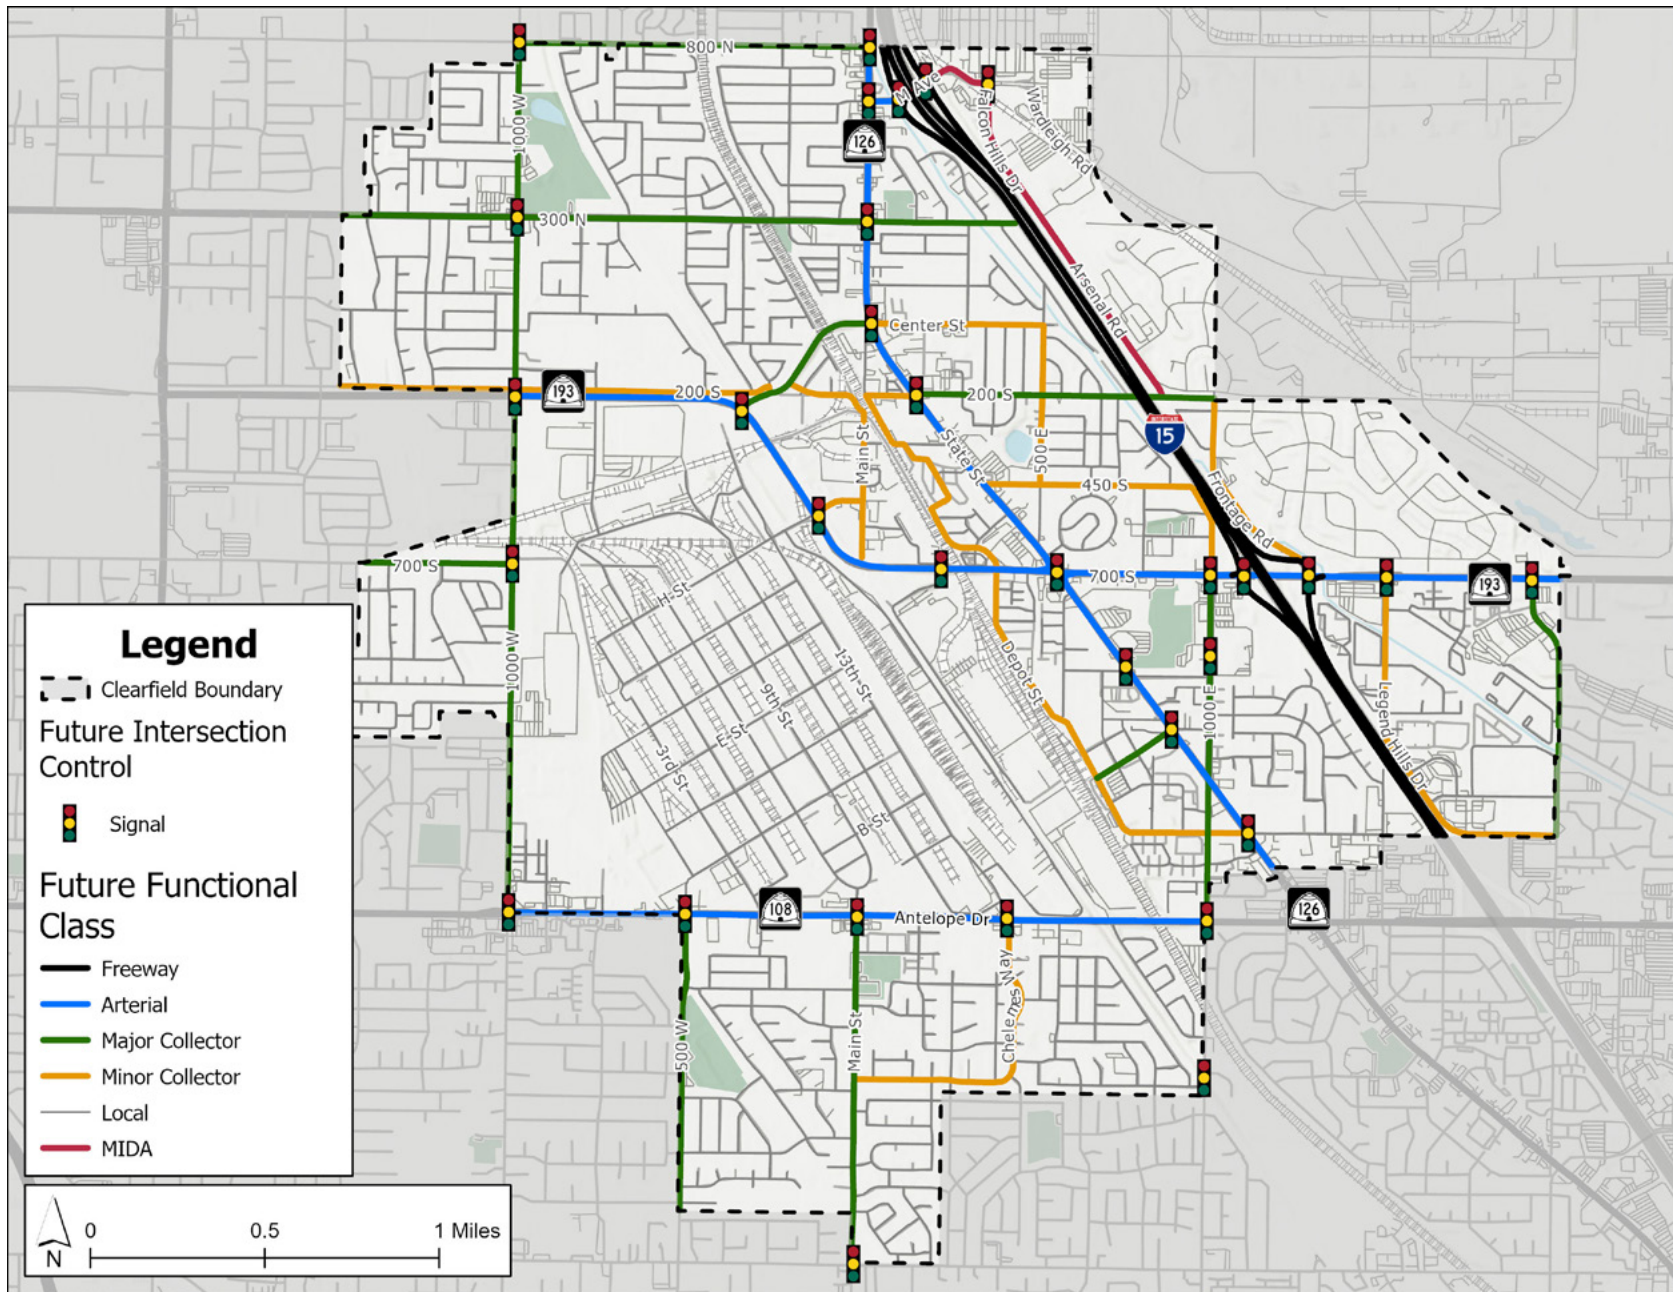 800 N
M Ave
1000 W
126
Falcon Hills Dr
Wardleigh Rd
300 N
Arsenal Rd
Center St
193
200 S
200 S
15
Main St
State St
500 E
450 S
Frontage Rd
700 S
700 S
193
H St
13th St
Depot St
9th St
E St
3rd St
1000 W
1000 E
Legend Hills Dr
B St
108
Antelope Dr
126
500 W
Main St
Chelemes Way
Legend
Clearfield Boundary
Future Intersection
Control
Signal
Future Functional
Class
Freeway
Arterial
Major Collector
Minor Collector
Local
MIDA
N
0 0.5 1 Miles